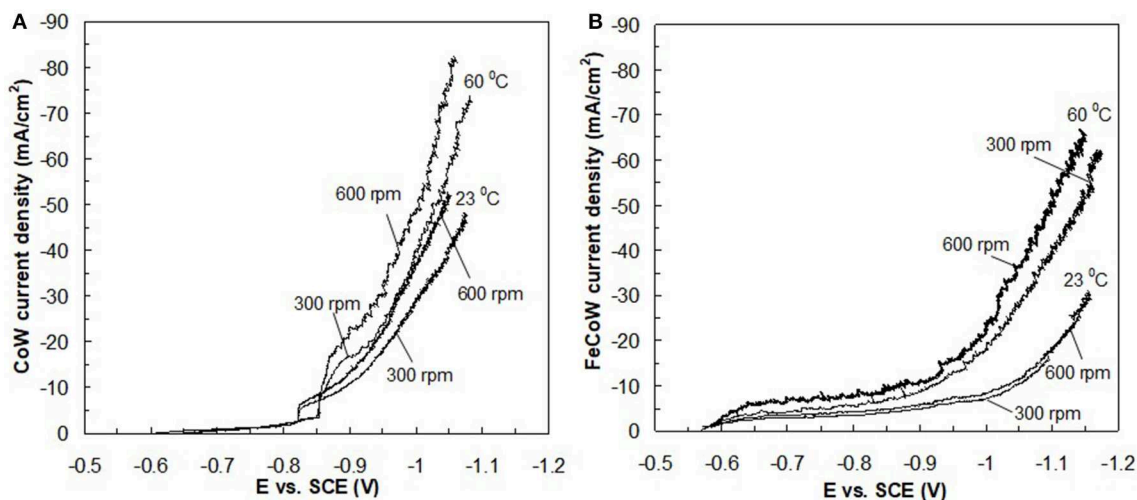 A
CoW current density (mA/cm²)
-90
-80
-70
-60
-50
-40
-30
-20
-10
0
60 ⁰C
600 rpm
23 ⁰C
600 rpm
300 rpm
300 rpm
-0.5 -0.6 -0.7 -0.8 -0.9 -1 -1.1 -1.2
E vs. SCE (V)
B
FeCoW current density (mA/cm²)
-90
-80
-70
-60
-50
-40
-30
-20
-10
0
60 ⁰C
300 rpm
600 rpm
23 ⁰C
600 rpm
300 rpm
-0.5 -0.6 -0.7 -0.8 -0.9 -1 -1.1 -1.2
E vs. SCE (V)